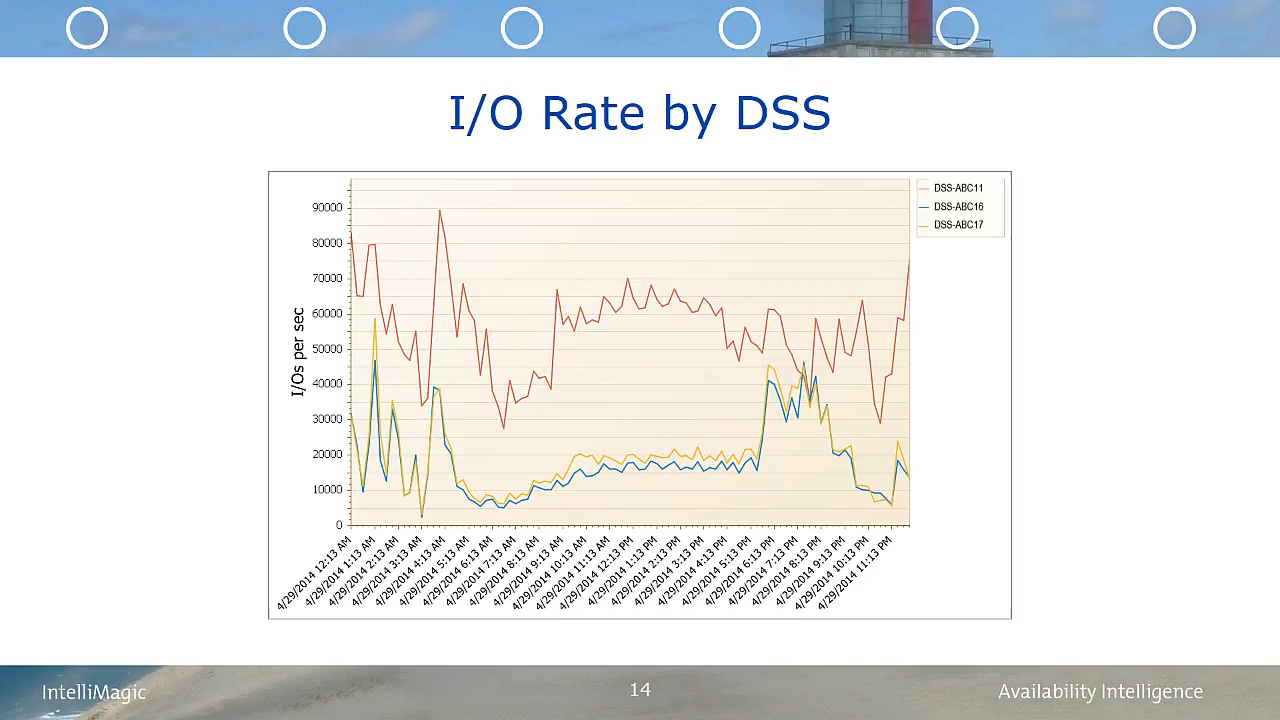 I/O Rate by DSS
DSS-ABC11
DSS-ABC16
DSS-ABC17
I/Os per sec
90000
80000
70000
60000
50000
40000
30000
20000
10000
0
4/29/2014 12:13 AM
4/29/2014 1:13 AM
4/29/2014 2:13 AM
4/29/2014 3:13 AM
4/29/2014 4:13 AM
4/29/2014 5:13 AM
4/29/2014 6:13 AM
4/29/2014 7:13 AM
4/29/2014 8:13 AM
4/29/2014 9:13 AM
4/29/2014 10:13 AM
4/29/2014 11:13 AM
4/29/2014 12:13 PM
4/29/2014 1:13 PM
4/29/2014 2:13 PM
4/29/2014 3:13 PM
4/29/2014 4:13 PM
4/29/2014 5:13 PM
4/29/2014 6:13 PM
4/29/2014 7:13 PM
4/29/2014 8:13 PM
4/29/2014 9:13 PM
4/29/2014 10:13 PM
4/29/2014 11:13 PM
IntelliMagic
14
Availability Intelligence